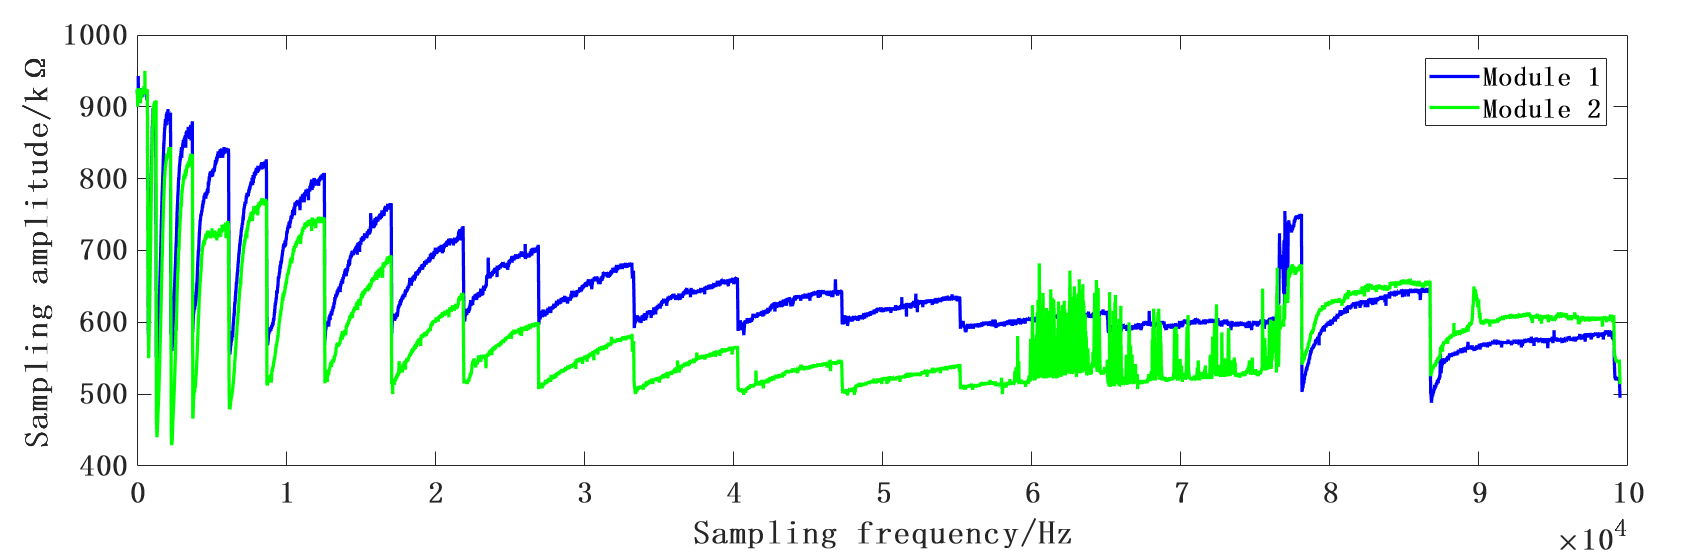 Sampling amplitude/k Ω
1000
900
800
700
600
500
400
0 1 2 3 4 5 6 7 8 9 10
×10⁴
Sampling frequency/Hz
Module 1
Module 2